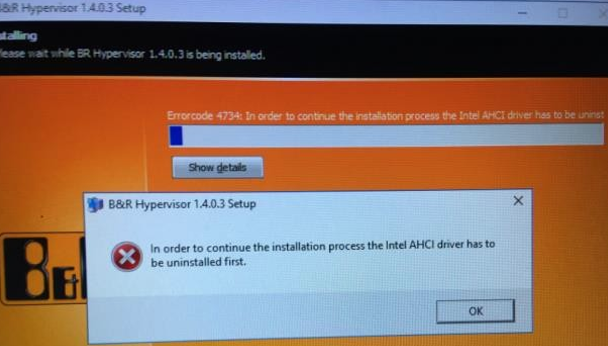 B&R Hypervisor 1.4.0.3 Setup
wait while BR Hypervisor 1.4.0.3 is being installed.
Errorcode 4734: In order to continue the installation process the Intel AHCI driver has to be
Show details
B&R Hypervisor 1.4.0.3 Setup
In order to continue the installation process the Intel AHCI driver has to
be uninstalled first.
OK